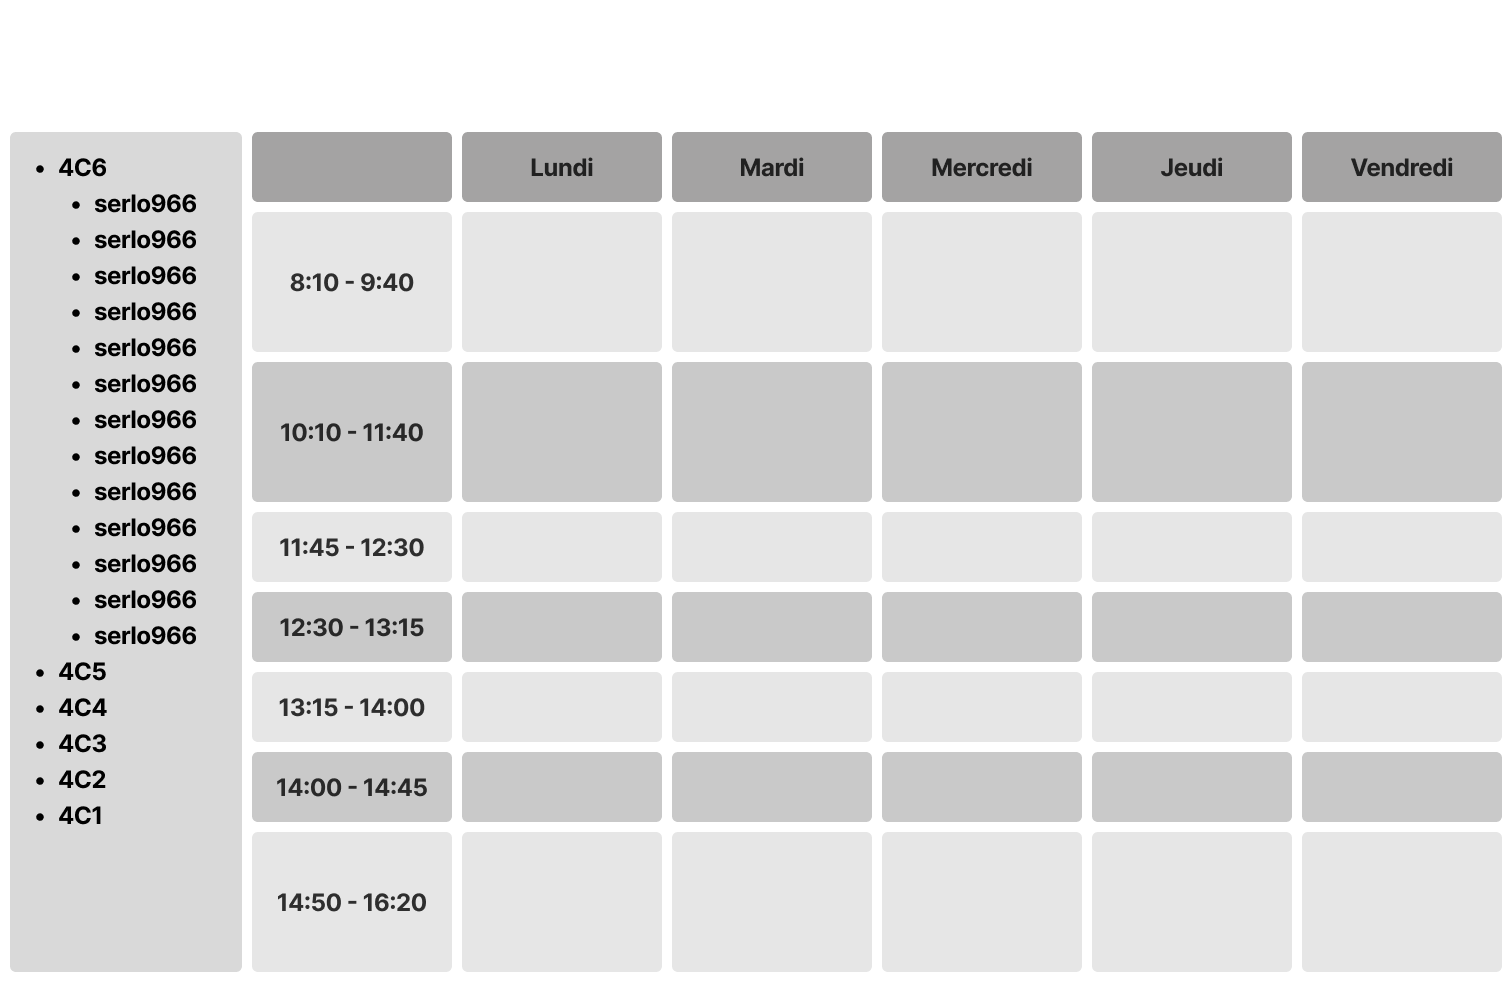 4C6
serlo966
serlo966
serlo966
serlo966
serlo966
serlo966
serlo966
serlo966
serlo966
serlo966
serlo966
serlo966
serlo966
4C5
4C4
4C3
4C2
4C1
Lundi Mardi Mercredi Jeudi Vendredi
8:10 - 9:40
10:10 - 11:40
11:45 - 12:30
12:30 - 13:15
13:15 - 14:00
14:00 - 14:45
14:50 - 16:20